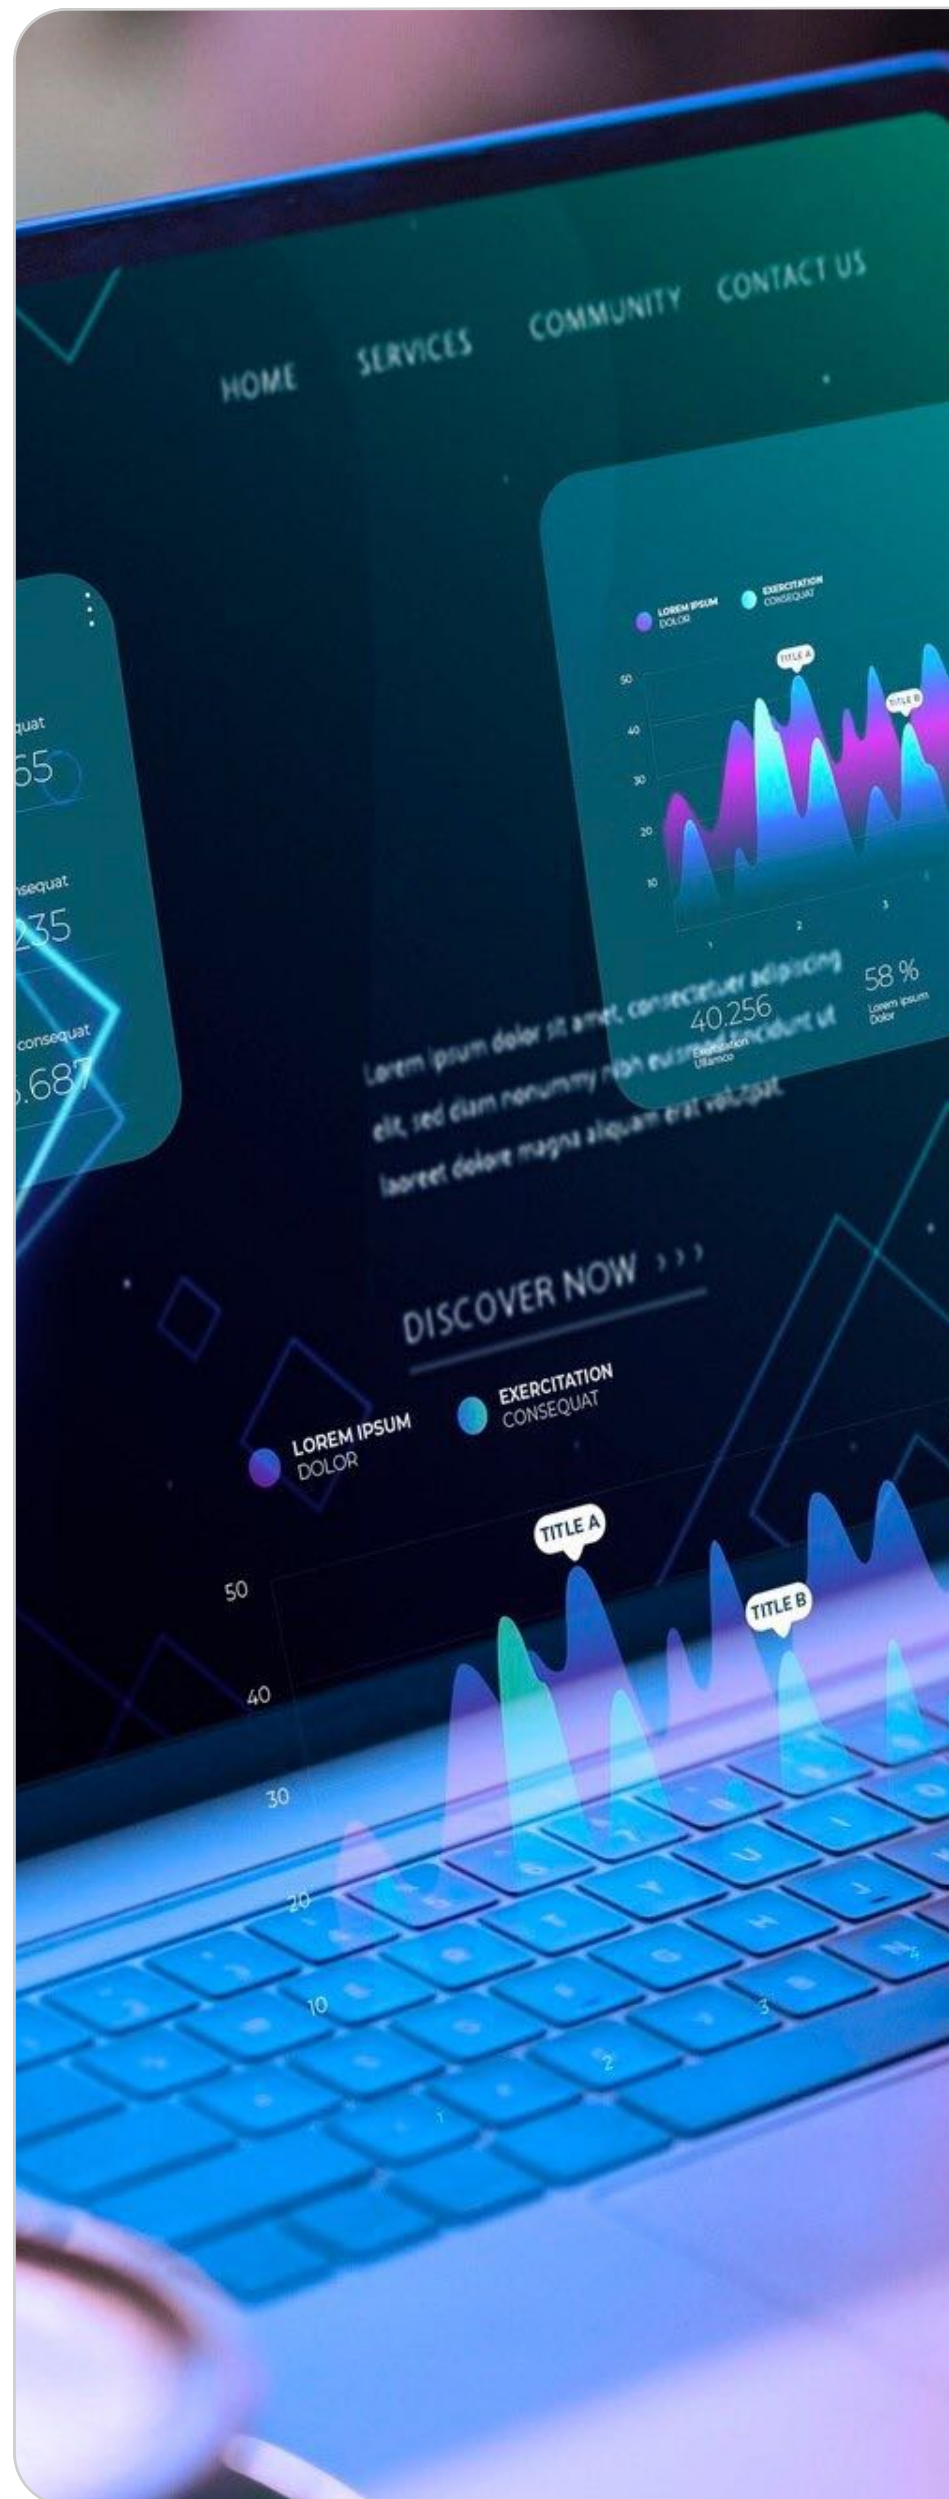 HOME SERVICES COMMUNITY CONTACT US
quat
65
nsequat
235
consequat
.687
LOREM IPSUM
DOLOR
EXERCITATION
CONSEQUAT
TITLE A
TITLE B
50
40
30
20
10
1 2 3
40.256
Exercitation
Ullamco
58 %
Lorem ipsum
Dolor
Lorem ipsum dolor sit amet, consectetuer adipiscing
elit, sed diam nonummy nibh euismod tincidunt ut
laoreet dolore magna aliquam erat volutpat.
DISCOVER NOW >>>
LOREM IPSUM
DOLOR
EXERCITATION
CONSEQUAT
TITLE A
TITLE B
50
40
30
20
10
1 2 3 4